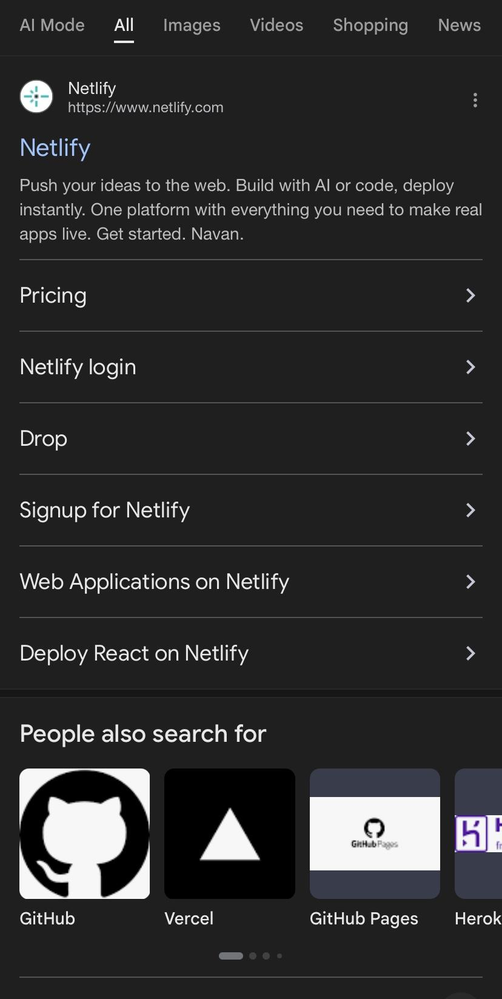 AI Mode All Images Videos Shopping News
Netlify
https://www.netlify.com
Netlify
Push your ideas to the web. Build with AI or code, deploy
instantly. One platform with everything you need to make real
apps live. Get started. Navan.
Pricing
Netlify login
Drop
Signup for Netlify
Web Applications on Netlify
Deploy React on Netlify
People also search for
GitHub Pages
GitHub Vercel GitHub Pages Herok